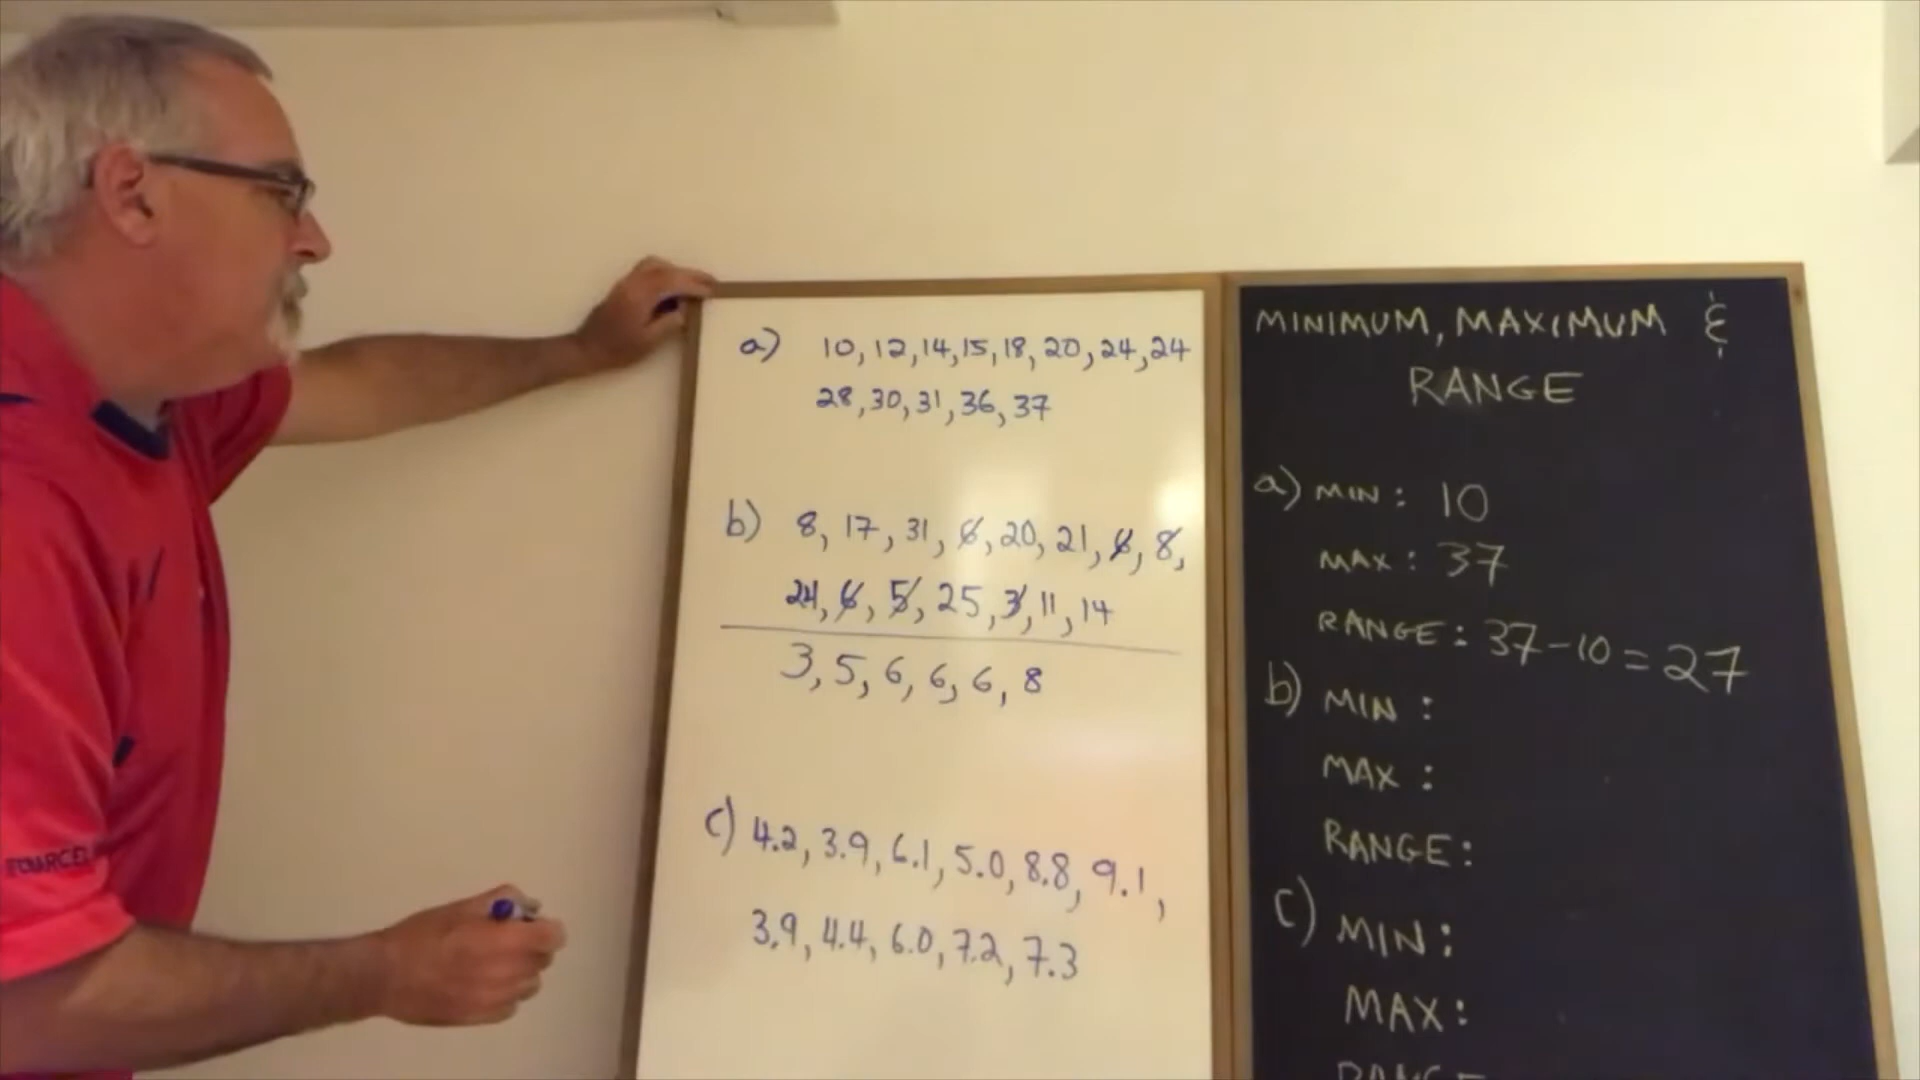 a) 10, 12, 14, 15, 18, 20, 24, 24
28, 30, 31, 36, 37
b) 8, 17, 31, 6, 20, 21, 6, 8,
24, 6, 5, 25, 3, 11, 14
3, 5, 6, 6, 6, 8
c) 4.2, 3.9, 6.1, 5.0, 8.8, 9.1,
3.9, 4.4, 6.0, 7.2, 7.3
MINIMUM, MAXIMUM &
RANGE
a) MIN: 10
MAX: 37
RANGE: 37-10=27
b) MIN:
MAX:
RANGE:
c) MIN:
MAX: